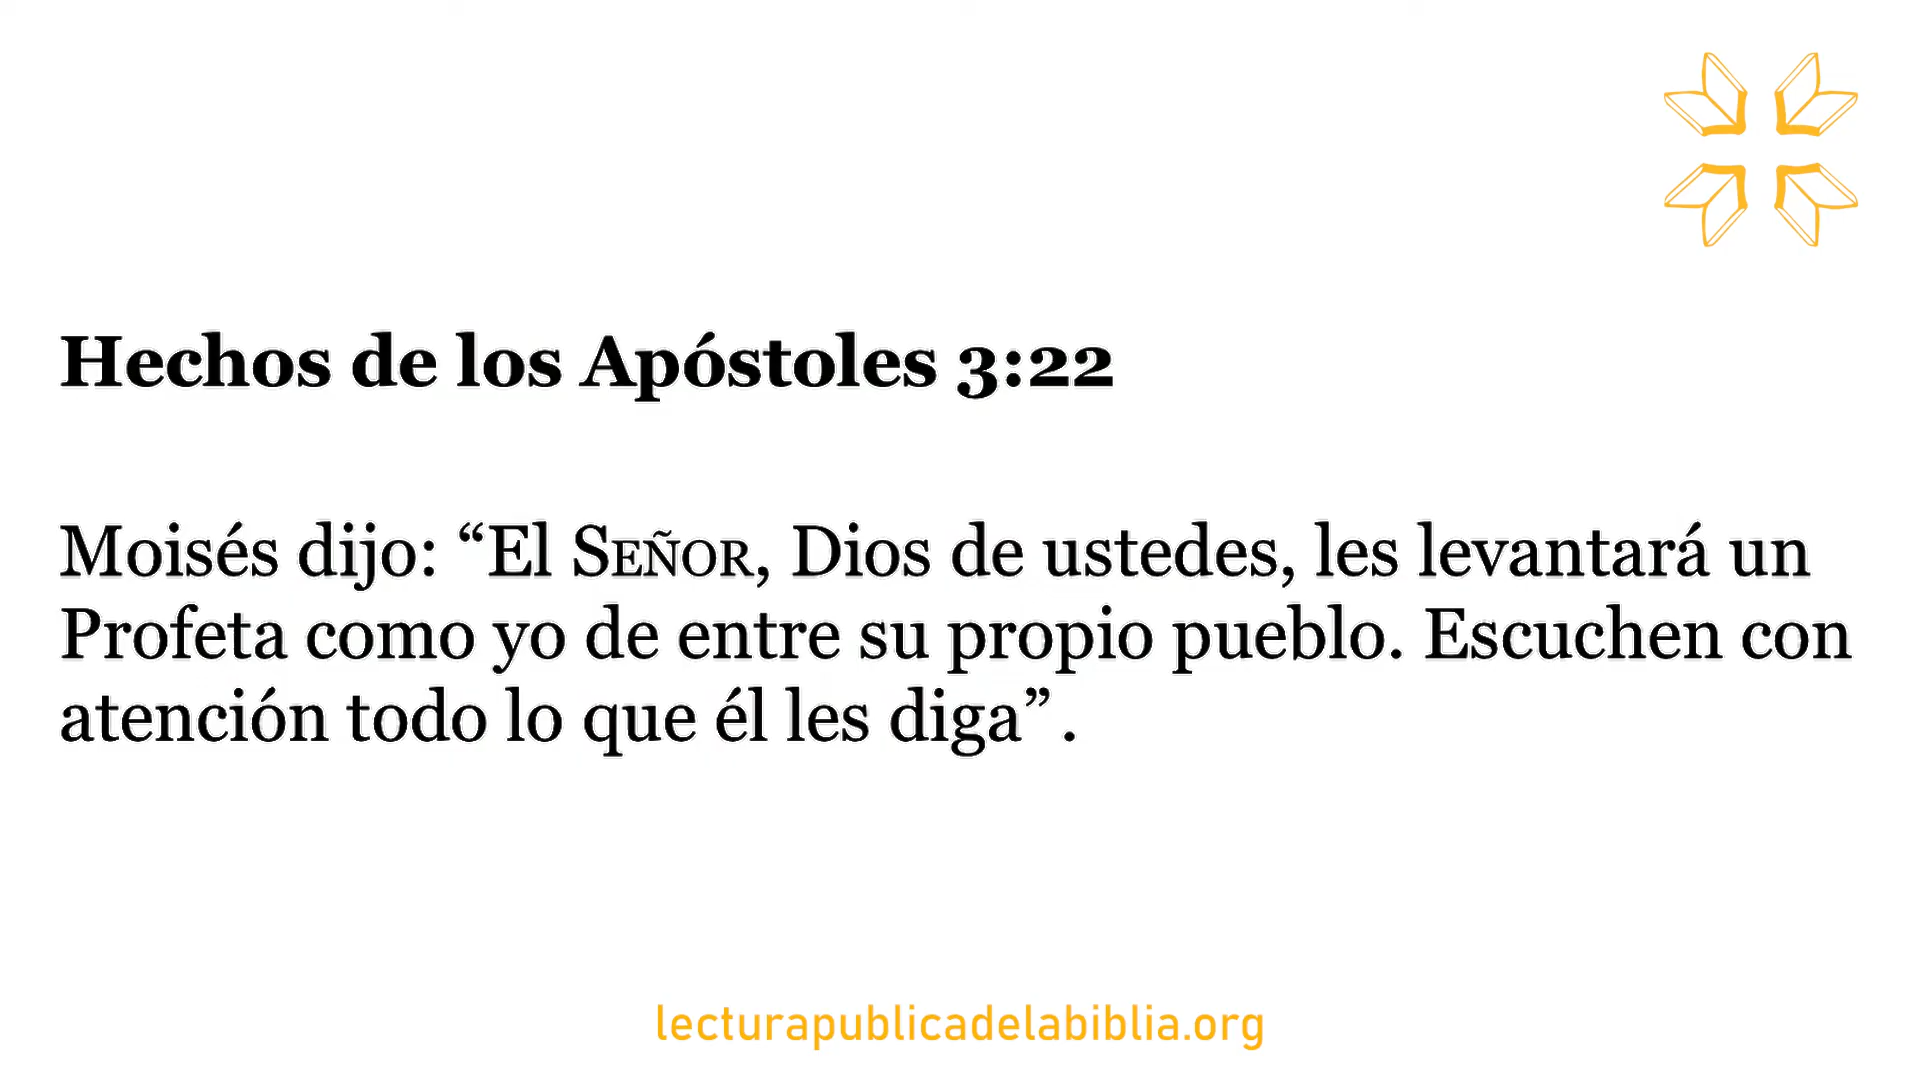 Hechos de los Apóstoles 3:22
Moisés dijo: “El SEÑOR, Dios de ustedes, les levantará un
Profeta como yo de entre su propio pueblo. Escuchen con
atención todo lo que él les diga” .
lecturapublicadelabiblia.org